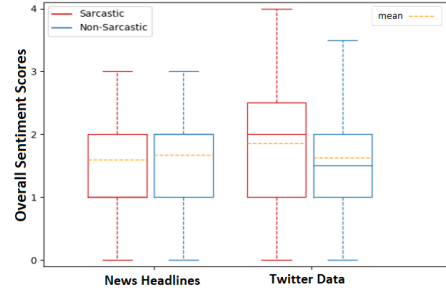 Sarcastic
Non-Sarcastic
mean
Overall Sentiment Scores
4
3
2
1
0
News Headlines
Twitter Data